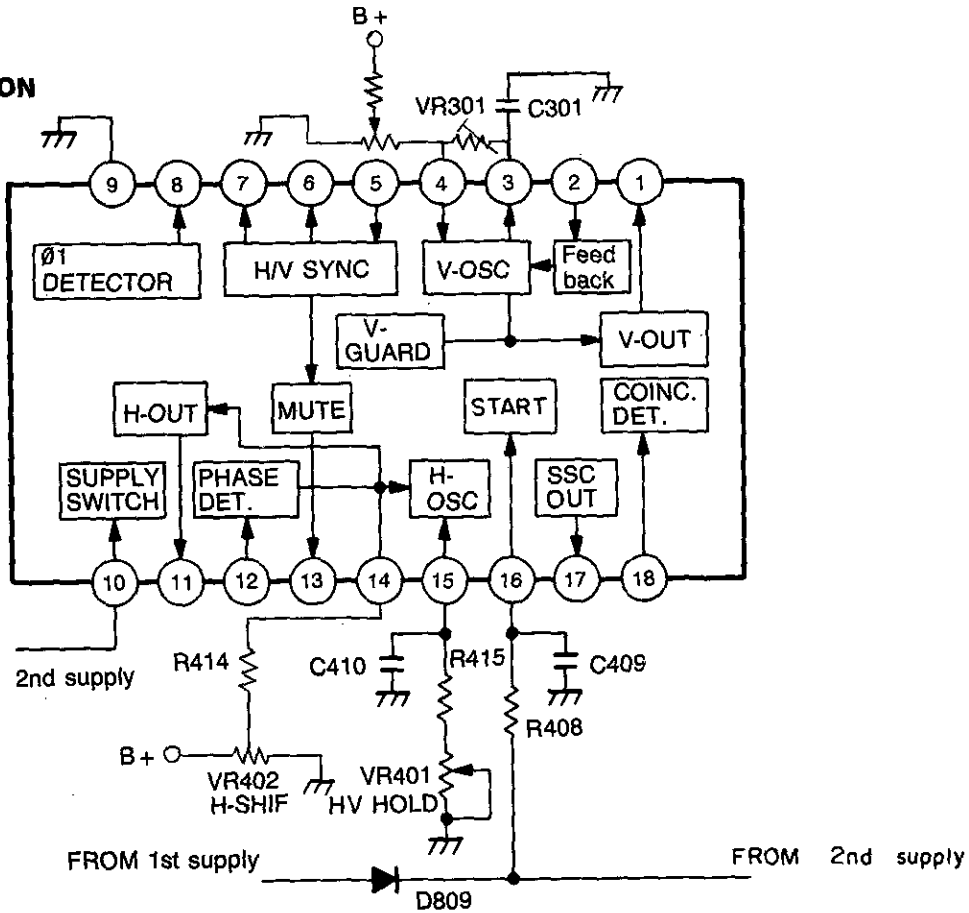 B+
ON
VR301
C301
9
8
7
6
5
4
3
2
1
Ø1
DETECTOR
H/V SYNC
V-OSC
Feed
back
V-
GUARD
V-OUT
H-OUT
MUTE
START
COINC.
DET.
SUPPLY
SWITCH
PHASE
DET.
H-
OSC
SSC
OUT
10
11
12
13
14
15
16
17
18
2nd supply
R414
C410
R415
C409
R408
B+
VR402
H-SHIF
VR401
HV HOLD
FROM 1st supply
FROM 2nd supply
D809